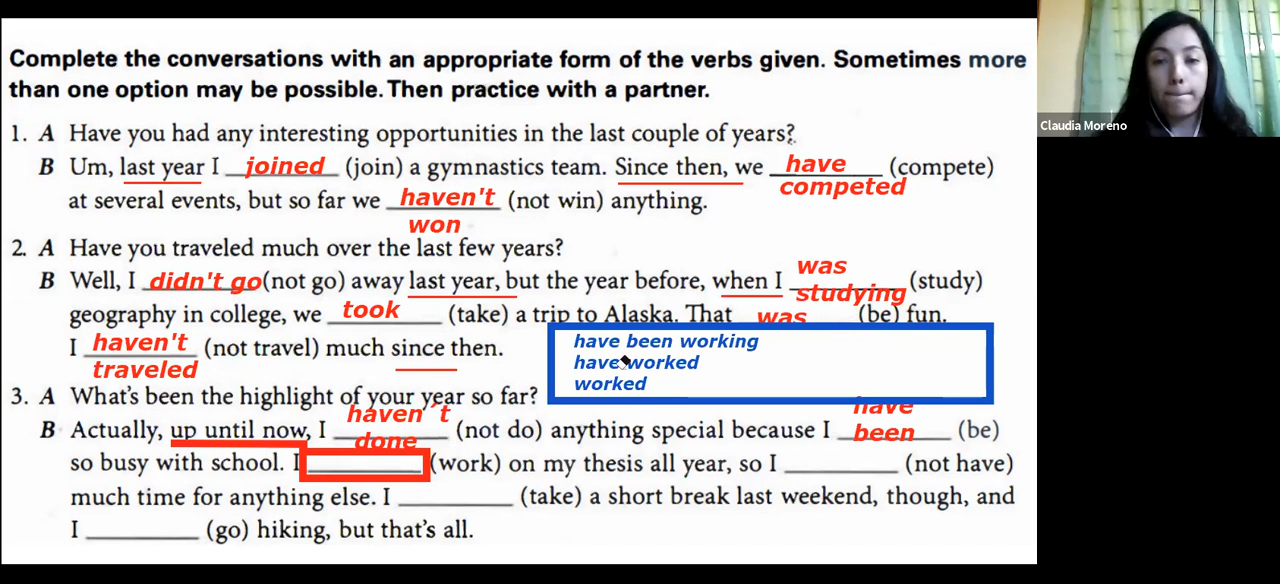 Complete the conversations with an appropriate form of the verbs given. Sometimes more
than one option may be possible. Then practice with a partner.
1. A Have you had any interesting opportunities in the last couple of years?
B Um, last year I joined (join) a gymnastics team. Since then, we have competed (compete)
at several events, but so far we haven't won (not win) anything.
2. A Have you traveled much over the last few years?
B Well, I didn't go (not go) away last year, but the year before, when I was studying (study)
geography in college, we took (take) a trip to Alaska. That was (be) fun.
I haven't traveled (not travel) much since then.
have been working
have worked
worked
3. A What's been the highlight of your year so far?
B Actually, up until now, I haven´t done (not do) anything special because I have been (be)
so busy with school. I ________ (work) on my thesis all year, so I ________ (not have)
much time for anything else. I ________ (take) a short break last weekend, though, and
I ________ (go) hiking, but that's all.
Claudia Moreno